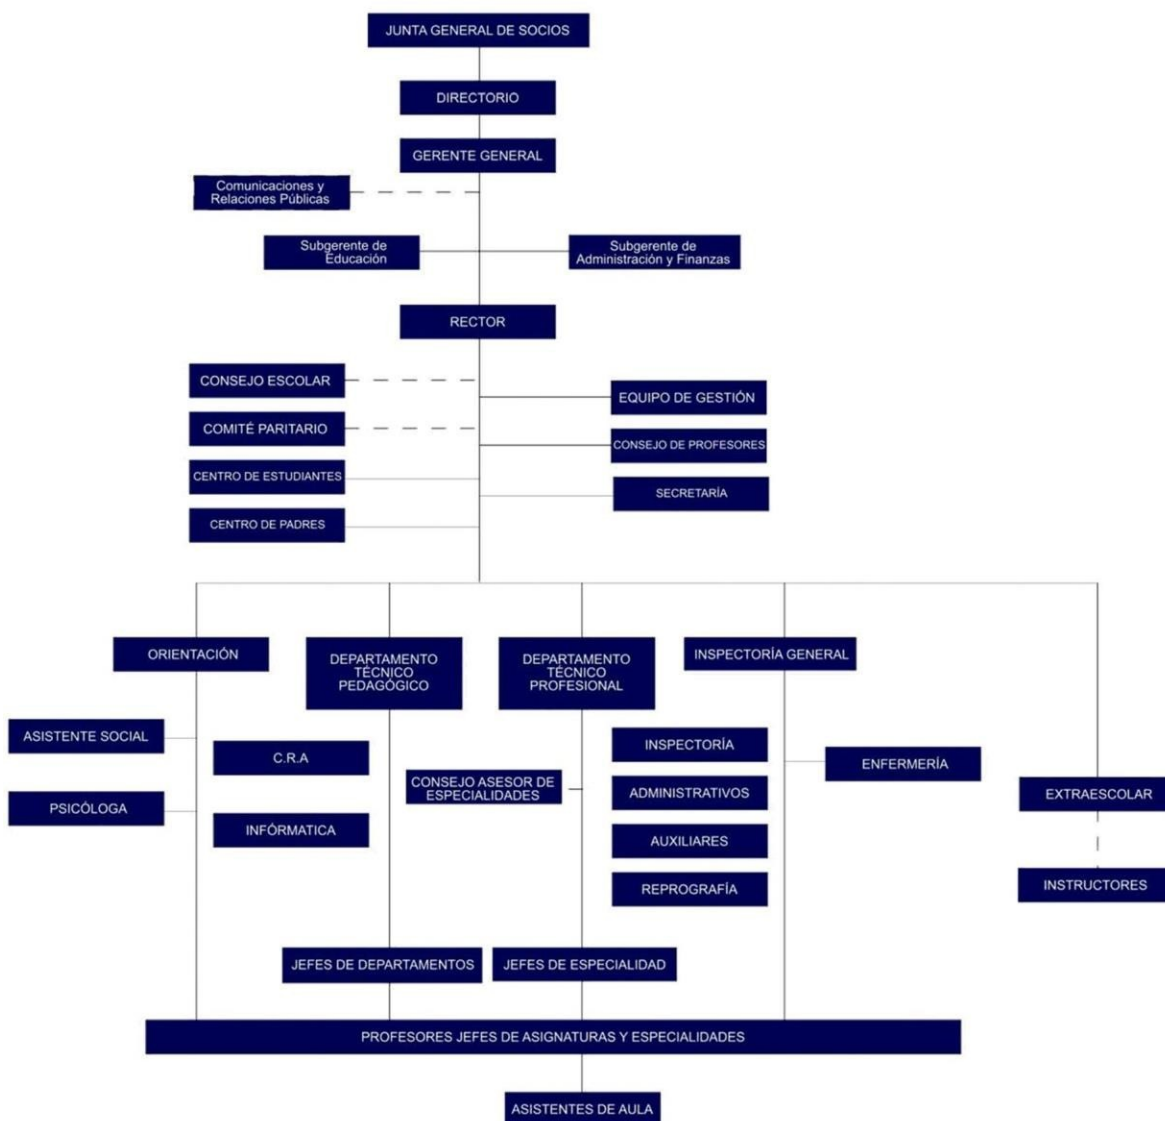 JUNTA GENERAL DE SOCIOS
DIRECTORIO
GERENTE GENERAL
Comunicaciones y
Relaciones Públicas
Subgerente de
Educación
Subgerente de
Administración y Finanzas
RECTOR
CONSEJO ESCOLAR
EQUIPO DE GESTIÓN
COMITÉ PARITARIO
CONSEJO DE PROFESORES
CENTRO DE ESTUDIANTES
SECRETARÍA
CENTRO DE PADRES
ORIENTACIÓN
DEPARTAMENTO
TÉCNICO
PEDAGÓGICO
DEPARTAMENTO
TÉCNICO
PROFESIONAL
INSPECTORÍA GENERAL
ASISTENTE SOCIAL
C.R.A
INSPECTORÍA
ENFERMERÍA
PSICÓLOGA
INFÓRMATICA
CONSEJO ASESOR DE
ESPECIALIDADES
ADMINISTRATIVOS
EXTRAESCOLAR
AUXILIARES
REPROGRAFÍA
INSTRUCTORES
JEFES DE DEPARTAMENTOS
JEFES DE ESPECIALIDAD
PROFESORES JEFES DE ASIGNATURAS Y ESPECIALIDADES
ASISTENTES DE AULA